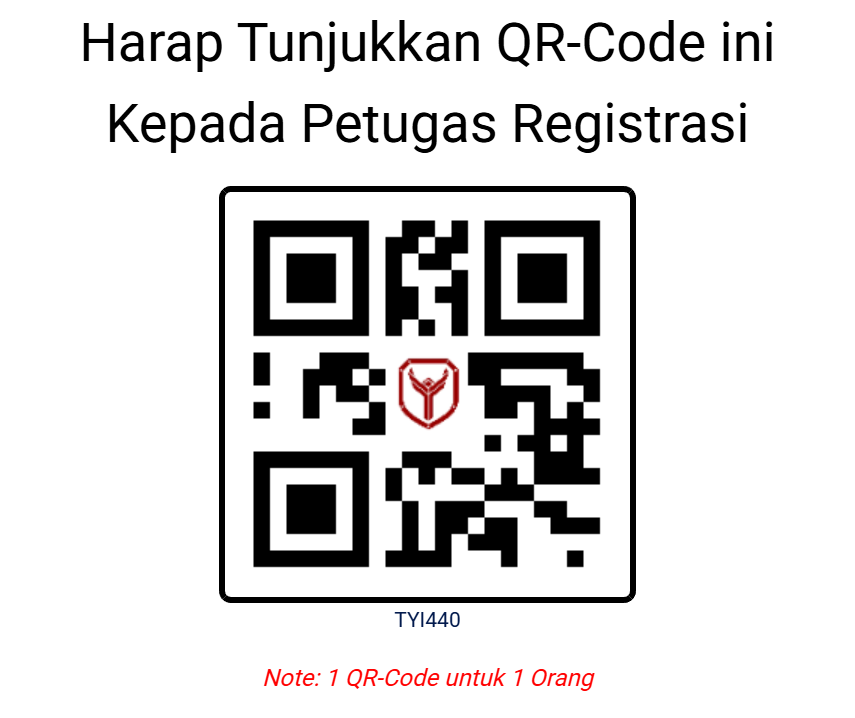 Harap Tunjukkan QR-Code ini
Kepada Petugas Registrasi
TYI440
Note: 1 QR-Code untuk 1 Orang